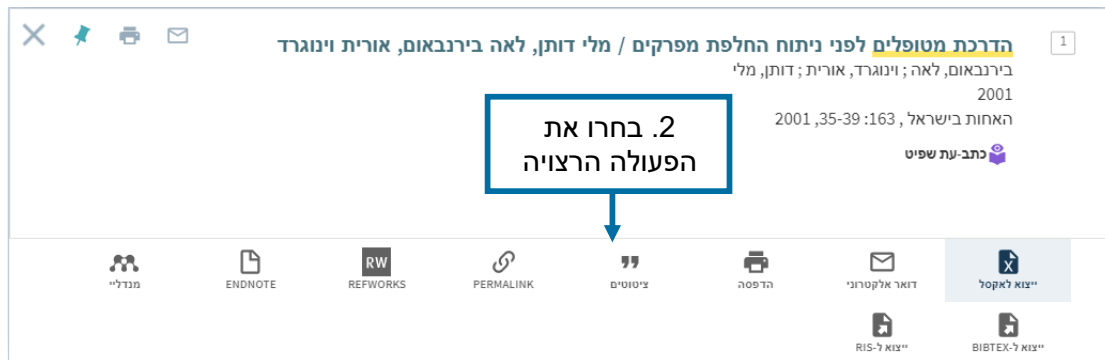 1
הדרכת מטופלים לפני ניתוח החלפת מפרקים / מלי דותן, לאה בירנבאום, אורית וינוגרד
בירנבאום, לאה ; וינוגרד, אורית ; דותן, מלי
2001
האחות בישראל , 163: 35-39, 2001
כתב-עת שפיט
2. בחרו את
הפעולה הרצויה
ייצוא לאקסל
דואר אלקטרוני
הדפסה
ציטוטים
PERMALINK
RW
REFWORKS
ENDNOTE
מנדליי
ייצוא ל-BIBTEX
ייצוא ל-RIS